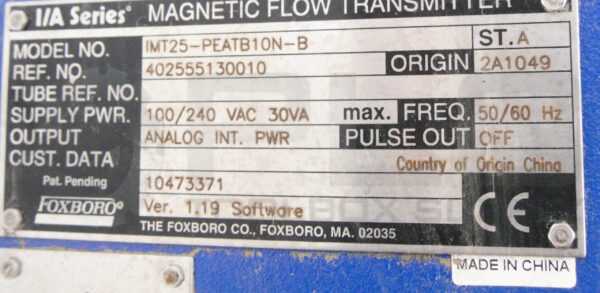 I/A Series® MAGNETIC FLOW TRANSMITTER
MODEL NO. IMT25-PEATB10N-B ST. A
REF. NO. 402555130010 ORIGIN 2A1049
TUBE REF. NO.
SUPPLY PWR. 100/240 VAC 30VA max. FREQ. 50/60 Hz
OUTPUT ANALOG INT. PWR PULSE OUT OFF
CUST. DATA Country of Origin China
Pat. Pending 10473371
FOXBORO® Ver. 1.19 Software CE
THE FOXBORO CO., FOXBORO, MA. 02035
MADE IN CHINA